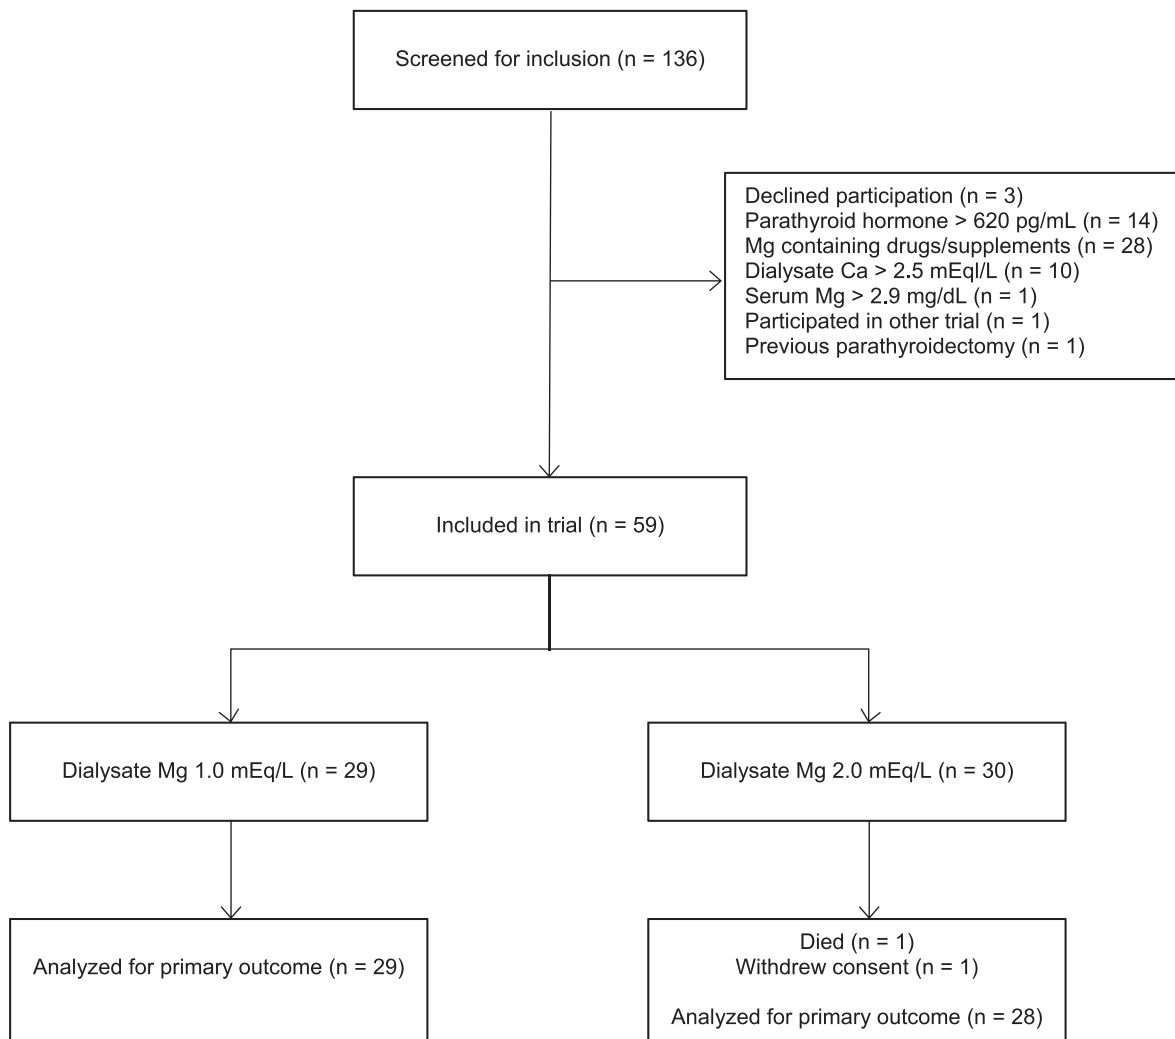 Screened for inclusion (n = 136)
Declined participation (n = 3)
Parathyroid hormone > 620 pg/mL (n = 14)
Mg containing drugs/supplements (n = 28)
Dialysate Ca > 2.5 mEql/L (n = 10)
Serum Mg > 2.9 mg/dL (n = 1)
Participated in other trial (n = 1)
Previous parathyroidectomy (n = 1)
Included in trial (n = 59)
Dialysate Mg 1.0 mEq/L (n = 29)
Dialysate Mg 2.0 mEq/L (n = 30)
Analyzed for primary outcome (n = 29)
Died (n = 1)
Withdrew consent (n = 1)
Analyzed for primary outcome (n = 28)